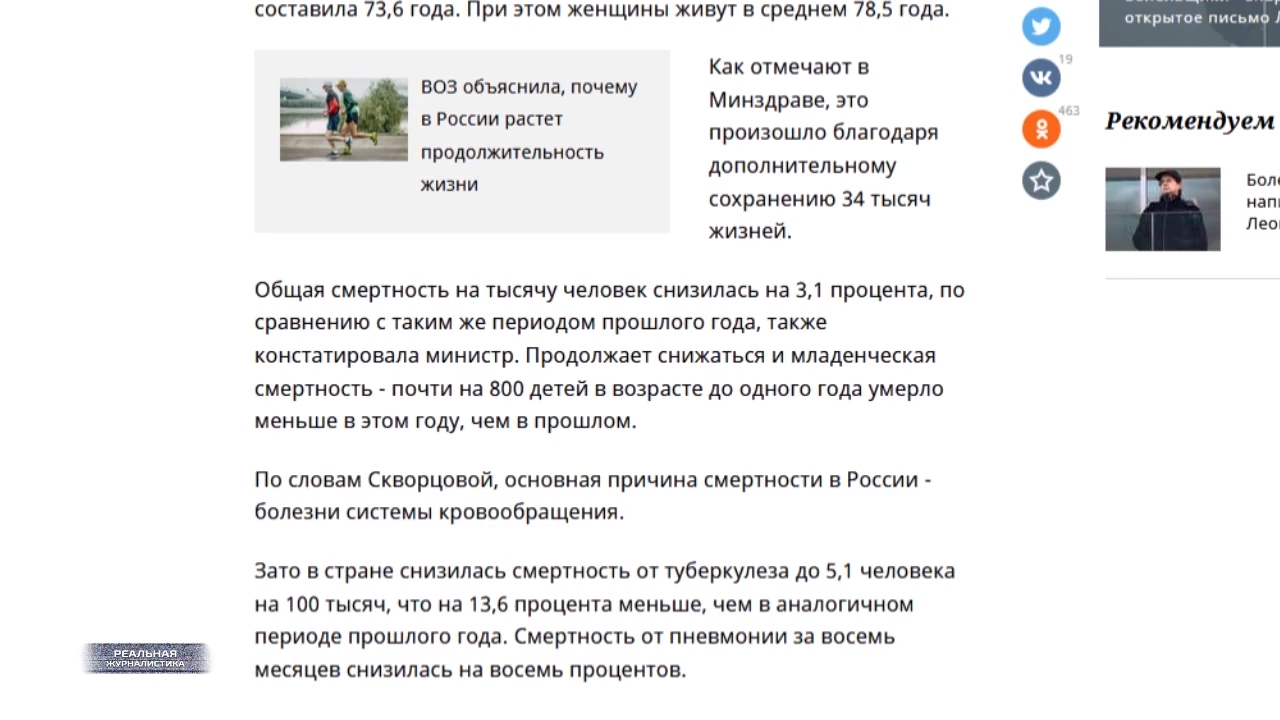 составила 73,6 года. При этом женщины живут в среднем 78,5 года.
ВОЗ объяснила, почему
в России растет
продолжительность
жизни
Как отмечают в
Минздраве, это
произошло благодаря
дополнительному
сохранению 34 тысяч
жизней.
Общая смертность на тысячу человек снизилась на 3,1 процента, по
сравнению с таким же периодом прошлого года, также
констатировала министр. Продолжает снижаться и младенческая
смертность - почти на 800 детей в возрасте до одного года умерло
меньше в этом году, чем в прошлом.
По словам Скворцовой, основная причина смертности в России -
болезни системы кровообращения.
Зато в стране снизилась смертность от туберкулеза до 5,1 человека
на 100 тысяч, что на 13,6 процента меньше, чем в аналогичном
периоде прошлого года. Смертность от пневмонии за восемь
месяцев снизилась на восемь процентов.
19
463
открытое письмо
Рекомендуем
РЕАЛЬНАЯ
ЖУРНАЛИСТИКА